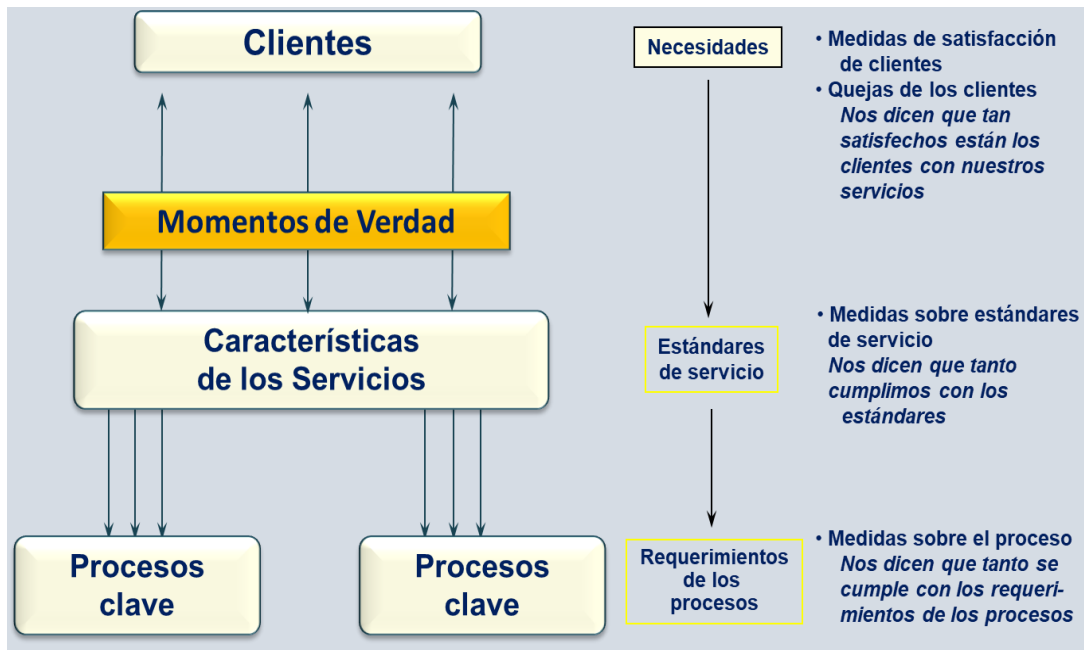 Clientes
Momentos de Verdad
Características
de los Servicios
Procesos
clave
Procesos
clave
Necesidades
Estándares
de servicio
Requerimientos
de los
procesos
• Medidas de satisfacción
de clientes
• Quejas de los clientes
Nos dicen que tan
satisfechos están los
clientes con nuestros
servicios
• Medidas sobre estándares
de servicio
Nos dicen que tanto
cumplimos con los
estándares
• Medidas sobre el proceso
Nos dicen que tanto se
cumple con los requeri-
mientos de los procesos